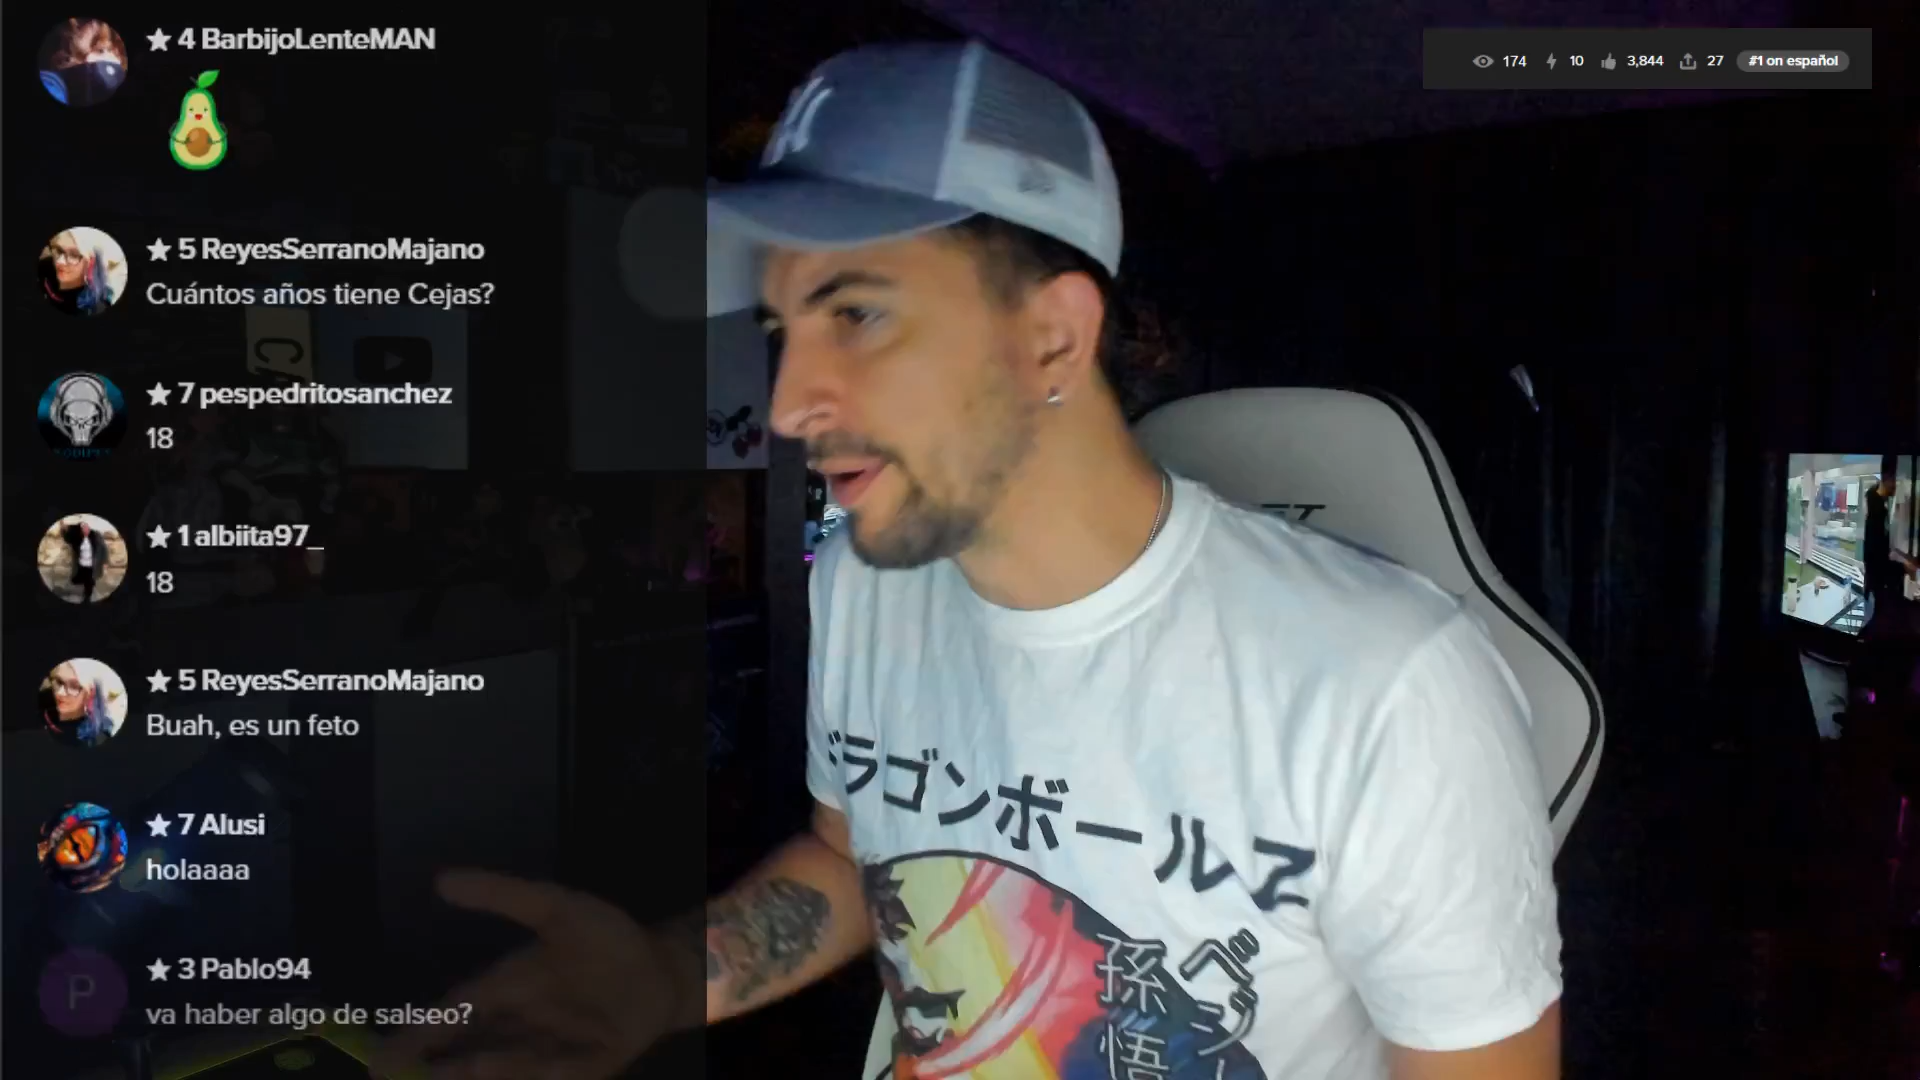 ★ 4 BarbijoLenteMAN
★ 5 ReyesSerranoMajano
Cuántos años tiene Cejas?
★ 7 pespedritosanchez
18
★ 1 albiita97_
18
★ 5 ReyesSerranoMajano
Buah, es un feto
★ 7 Alusi
holaaaa
P
★ 3 Pablo94
va haber algo de salseo?
174 10 3,844 27 #1 on español
ドラゴンボールZ
孫悟
ベジ